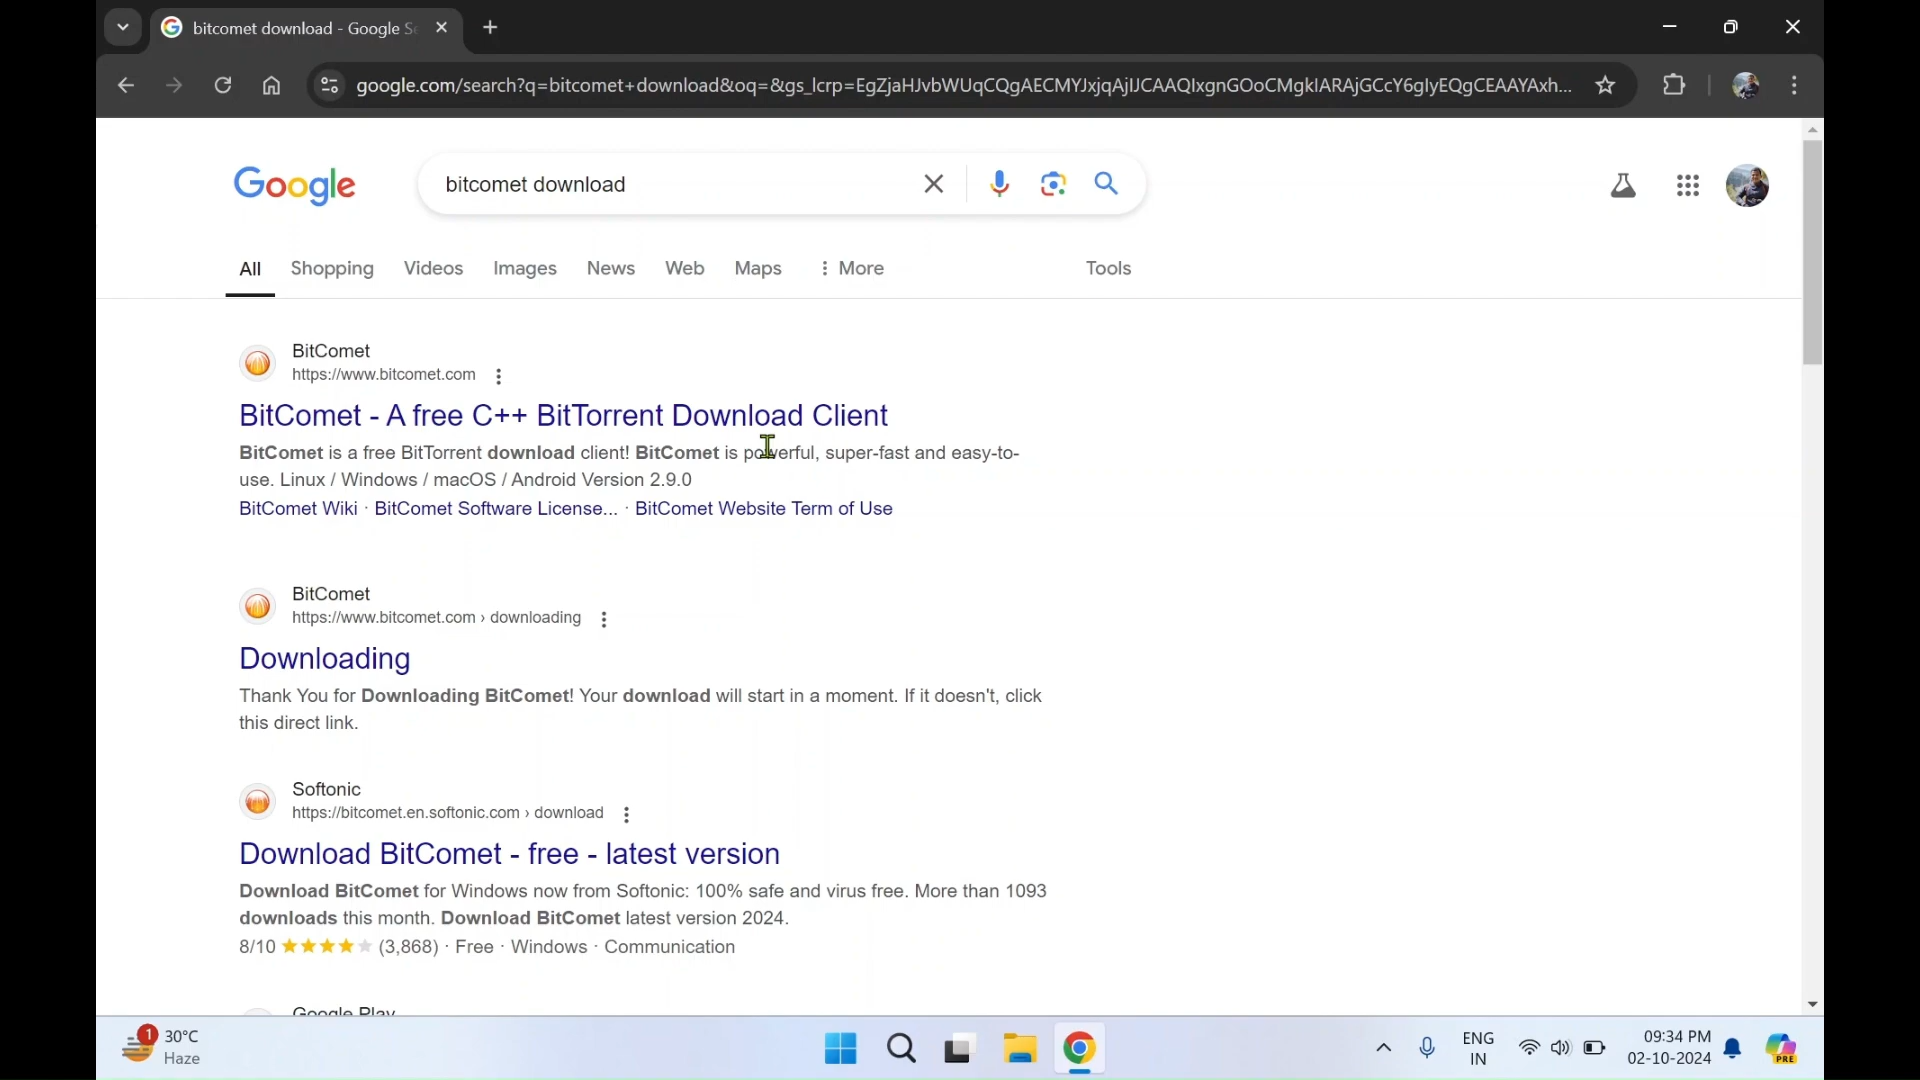 bitcomet download - Google Se
google.com/search?q=bitcomet+download&oq=&gs_lcrp=EgZjaHJvbWUqCQgAECMYJxjqAjIJCAAQIxgnGOoCMgkIARAjGCcY6gIyEQgCEAAYAxh...
Google
bitcomet download
All Shopping Videos Images News Web Maps More Tools
BitComet
https://www.bitcomet.com
BitComet - A free C++ BitTorrent Download Client
BitComet is a free BitTorrent download client! BitComet is powerful, super-fast and easy-to-
use. Linux / Windows / macOS / Android Version 2.9.0
BitComet Wiki · BitComet Software License... · BitComet Website Term of Use
BitComet
https://www.bitcomet.com › downloading
Downloading
Thank You for Downloading BitComet! Your download will start in a moment. If it doesn't, click
this direct link.
Softonic
https://bitcomet.en.softonic.com › download
Download BitComet - free - latest version
Download BitComet for Windows now from Softonic: 100% safe and virus free. More than 1093
downloads this month. Download BitComet latest version 2024.
8/10 (3,868) · Free · Windows · Communication
Google Play
1
30°C
Haze
ENG
IN
09:34 PM
02-10-2024
PRE